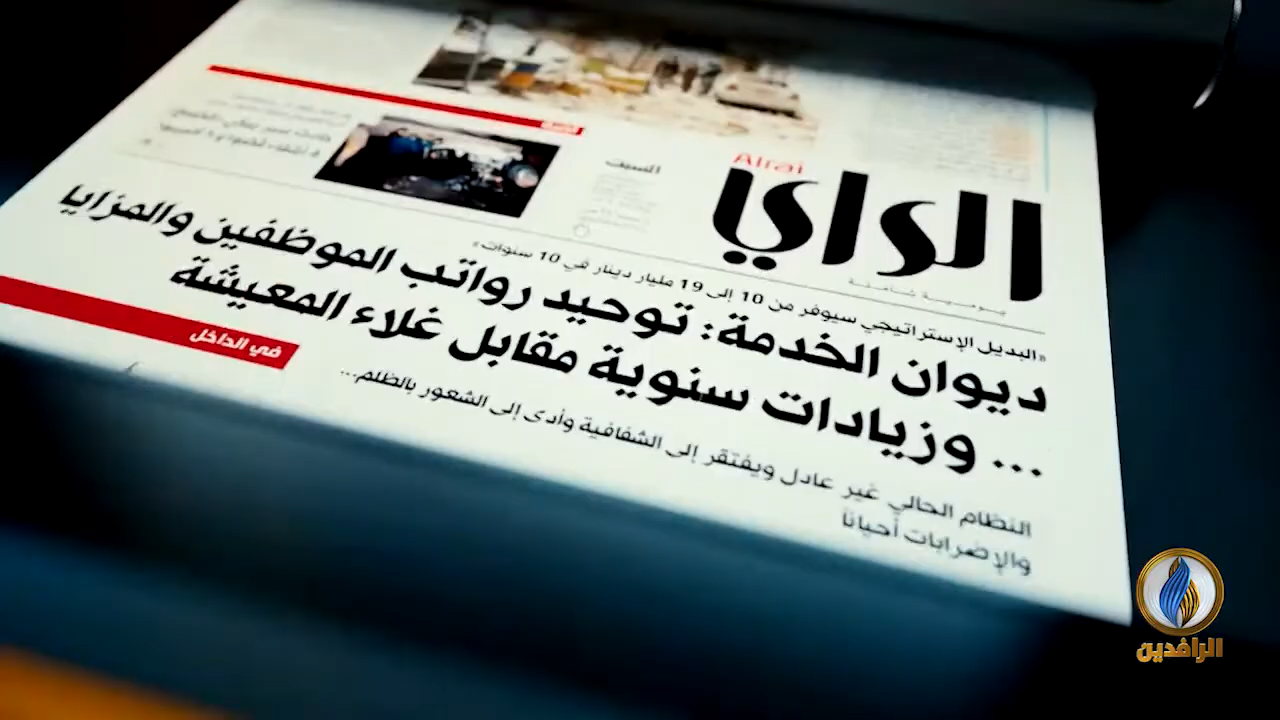 Alrai
الراي
السبت
«البديل الإستراتيجي سيوفر من 10 إلى 19 مليار دينار في 10 سنوات»
ديوان الخدمة: توحيد رواتب الموظفين والمزايا
... وزيادات سنوية مقابل غلاء المعيشة
النظام الحالي غير عادل ويفتقر إلى الشفافية وأدى إلى الشعور بالظلم...
والإضرابات أحياناً
في الداخل
الرافدين